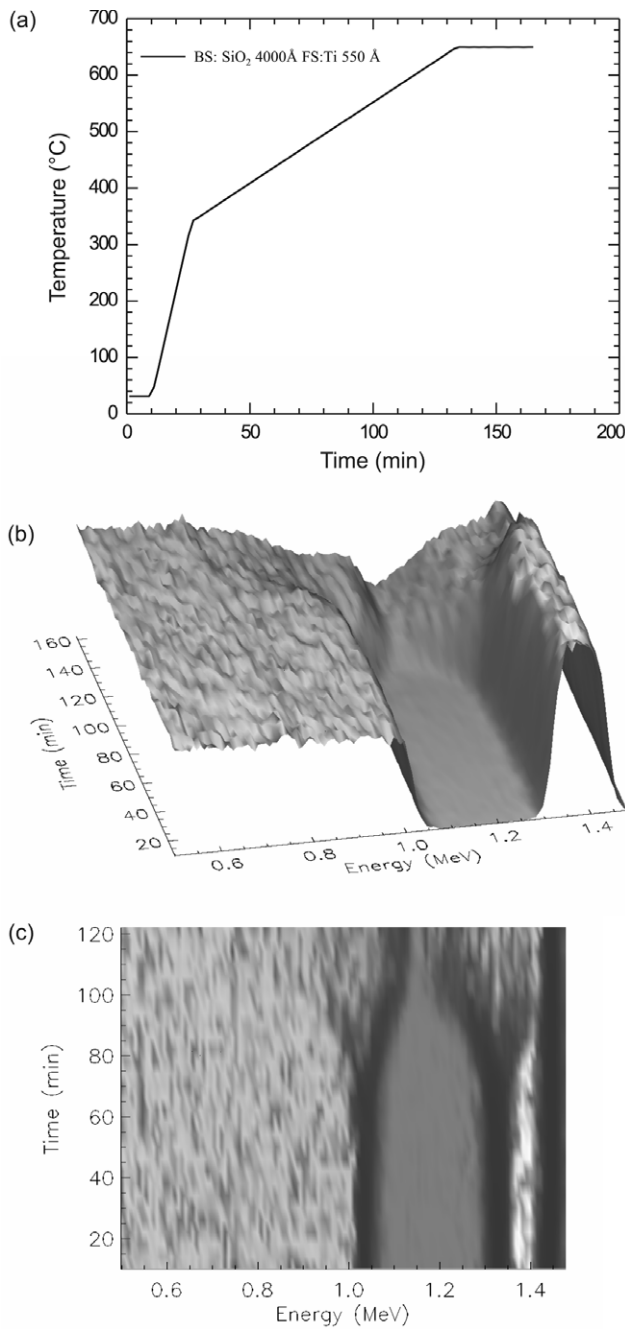 (a)
700
600
500
400
300
200
100
0
Temperature (°C)
BS: SiO₂ 4000Å FS:Ti 550 Å
0 50 100 150 200
Time (min)
(b)
160
140
120
100
80
60
40
20
Time (min)
0.6 0.8 1.0 1.2 1.4
Energy (MeV)
(c)
120
100
80
60
40
20
Time (min)
0.6 0.8 1.0 1.2 1.4
Energy (MeV)